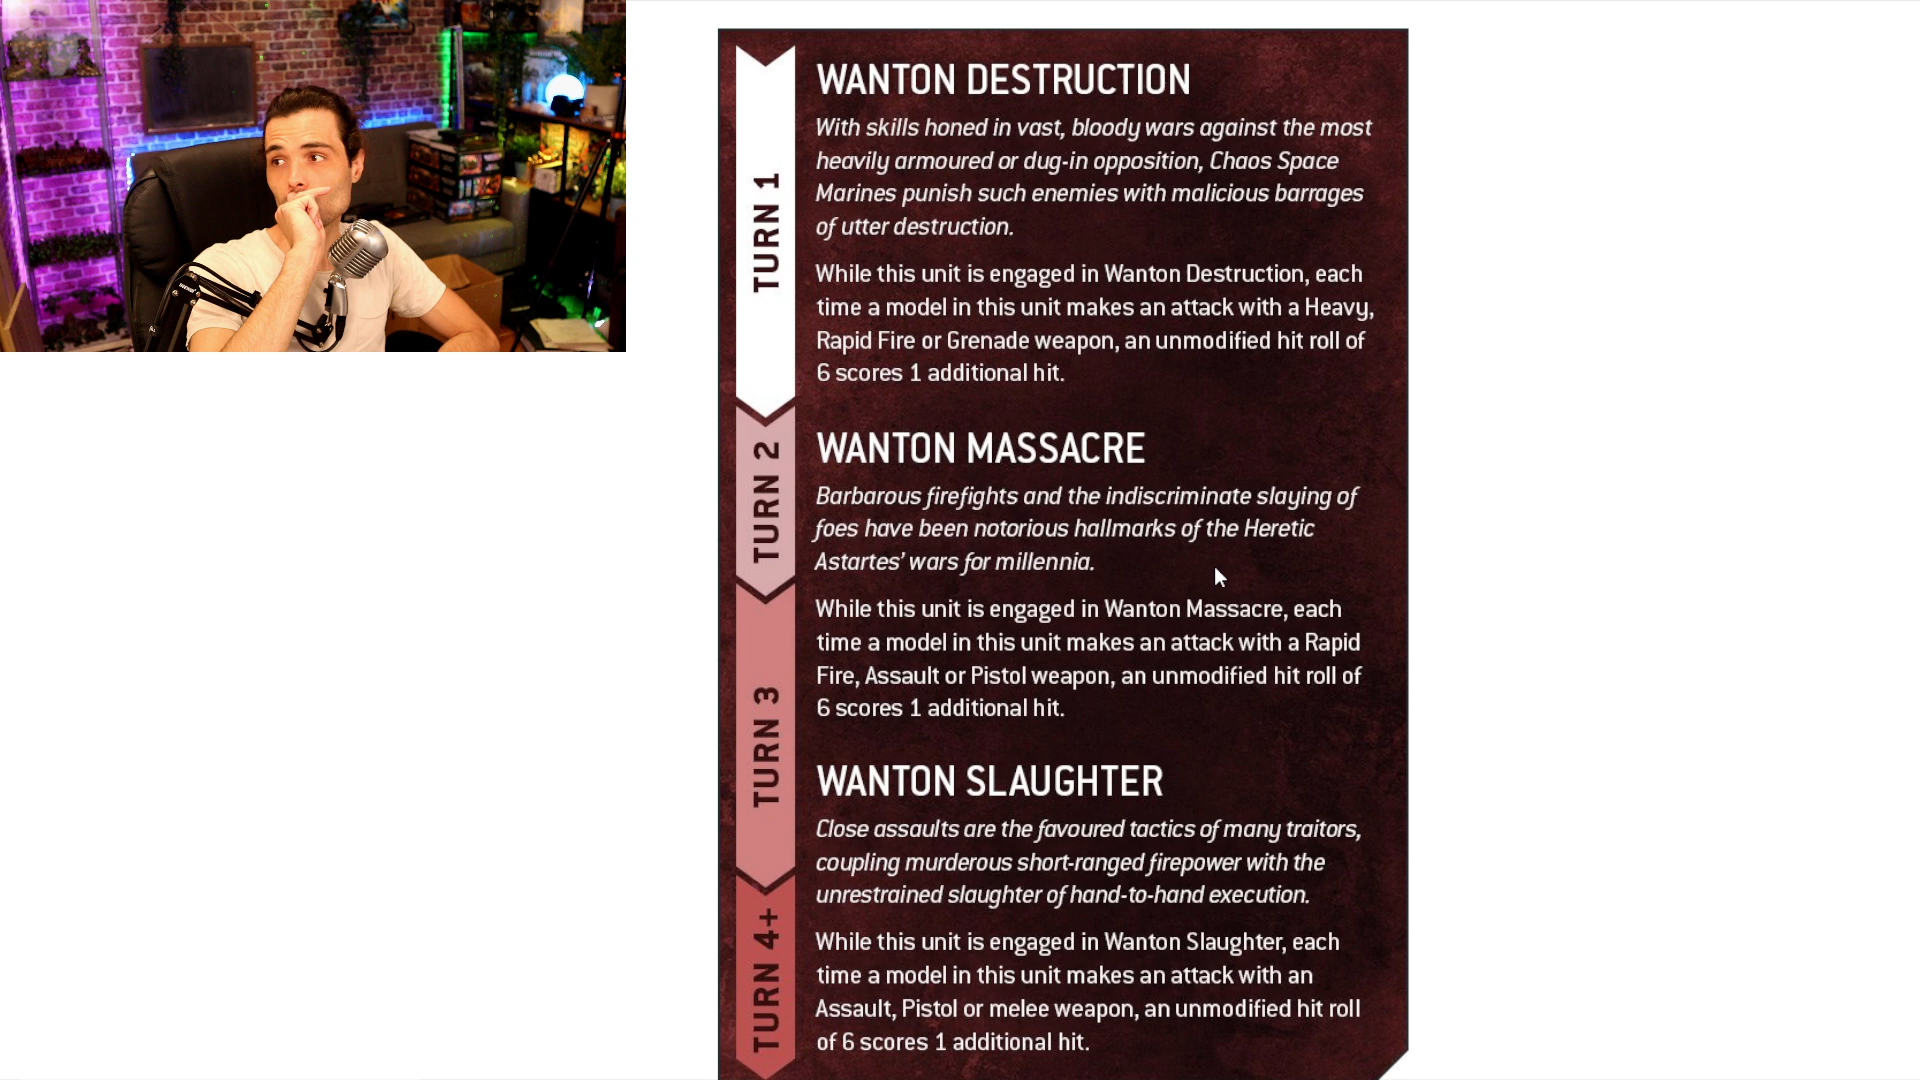 TURN 1
WANTON DESTRUCTION
With skills honed in vast, bloody wars against the most
heavily armoured or dug-in opposition, Chaos Space
Marines punish such enemies with malicious barrages
of utter destruction.
While this unit is engaged in Wanton Destruction, each
time a model in this unit makes an attack with a Heavy,
Rapid Fire or Grenade weapon, an unmodified hit roll of
6 scores 1 additional hit.
TURN 2
WANTON MASSACRE
Barbarous firefights and the indiscriminate slaying of
foes have been notorious hallmarks of the Heretic
Astartes' wars for millennia.
While this unit is engaged in Wanton Massacre, each
time a model in this unit makes an attack with a Rapid
Fire, Assault or Pistol weapon, an unmodified hit roll of
6 scores 1 additional hit.
TURN 3
WANTON SLAUGHTER
Close assaults are the favoured tactics of many traitors,
coupling murderous short-ranged firepower with the
unrestrained slaughter of hand-to-hand execution.
While this unit is engaged in Wanton Slaughter, each
time a model in this unit makes an attack with an
Assault, Pistol or melee weapon, an unmodified hit roll
of 6 scores 1 additional hit.
TURN 4+